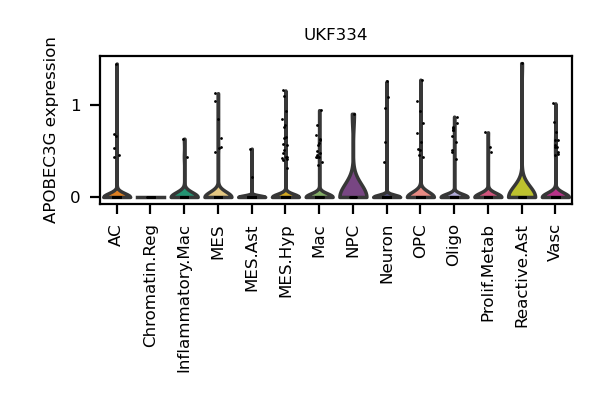 UKF334
APOBEC3G expression
1
0
AC
Chromatin.Reg
Inflammatory.Mac
MES
MES.Ast
MES.Hyp
Mac
NPC
Neuron
OPC
Oligo
Prolif.Metab
Reactive.Ast
Vasc